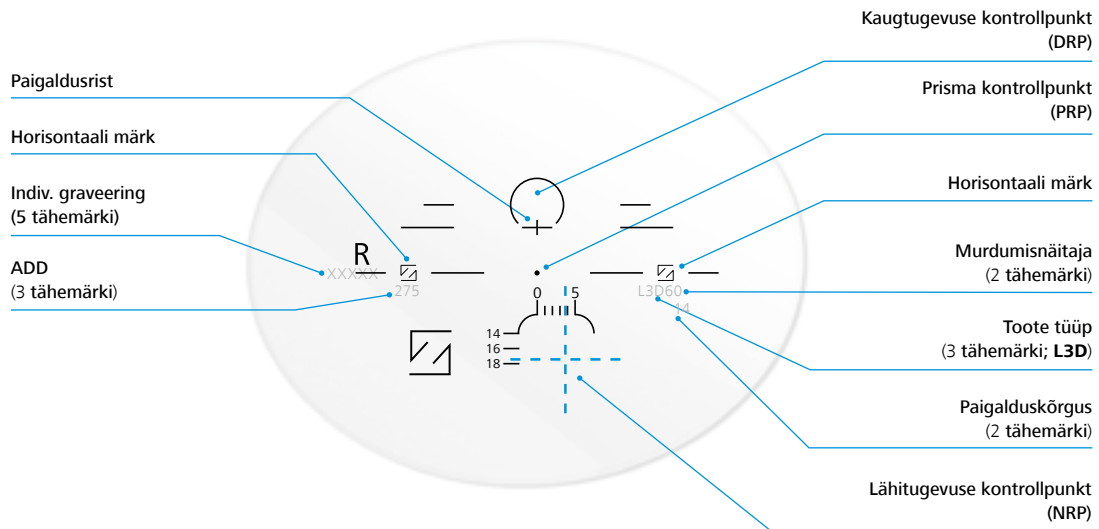 Kaugtugevuse kontrollpunkt
(DRP)
Paigaldusrist
Prisma kontrollpunkt
(PRP)
Horisontaali märk
Indiv. graveering
(5 tähemärki)
Horisontaali märk
R
XXXXX
Murdumisnäitaja
(2 tähemärki)
ADD
(3 tähemärki)
275
0 5
L3D60
14
Toote tüüp
(3 tähemärki; L3D)
14
16
18
Paigalduskõrgus
(2 tähemärki)
Lähitugevuse kontrollpunkt
(NRP)